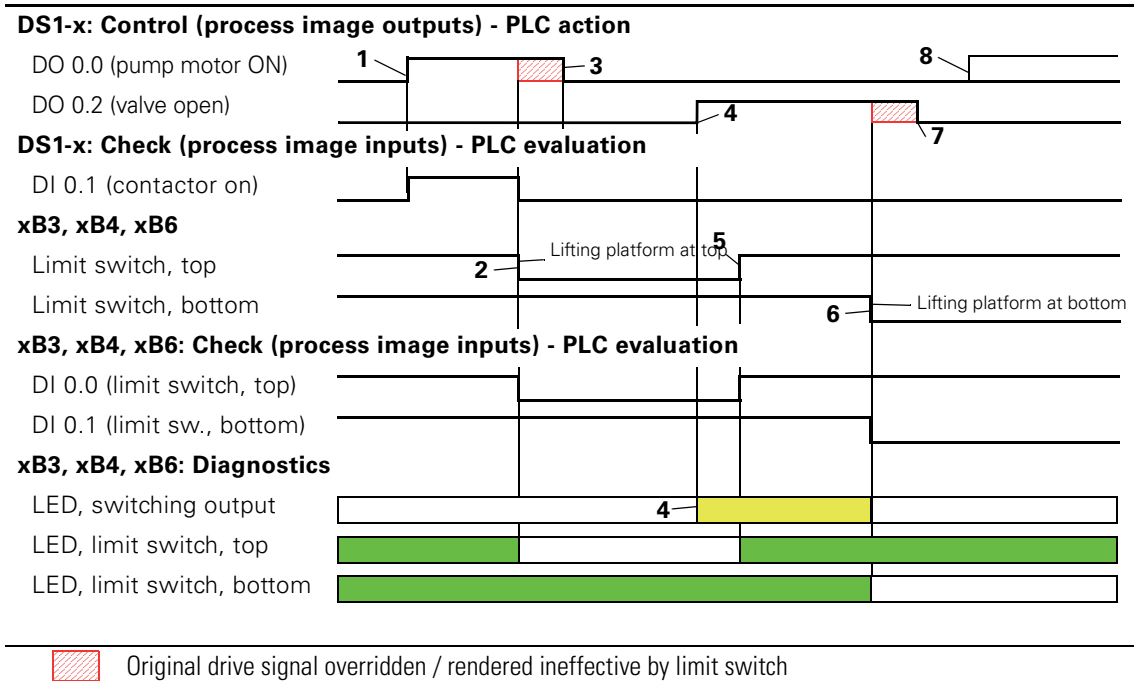 DS1-x: Control (process image outputs) - PLC action
DO 0.0 (pump motor ON)
1
3
8
DO 0.2 (valve open)
4
7
DS1-x: Check (process image inputs) - PLC evaluation
DI 0.1 (contactor on)
xB3, xB4, xB6
Limit switch, top
2
Lifting platform at top
5
Limit switch, bottom
6
Lifting platform at bottom
xB3, xB4, xB6: Check (process image inputs) - PLC evaluation
DI 0.0 (limit switch, top)
DI 0.1 (limit sw., bottom)
xB3, xB4, xB6: Diagnostics
LED, switching output
4
LED, limit switch, top
LED, limit switch, bottom
Original drive signal overridden / rendered ineffective by limit switch